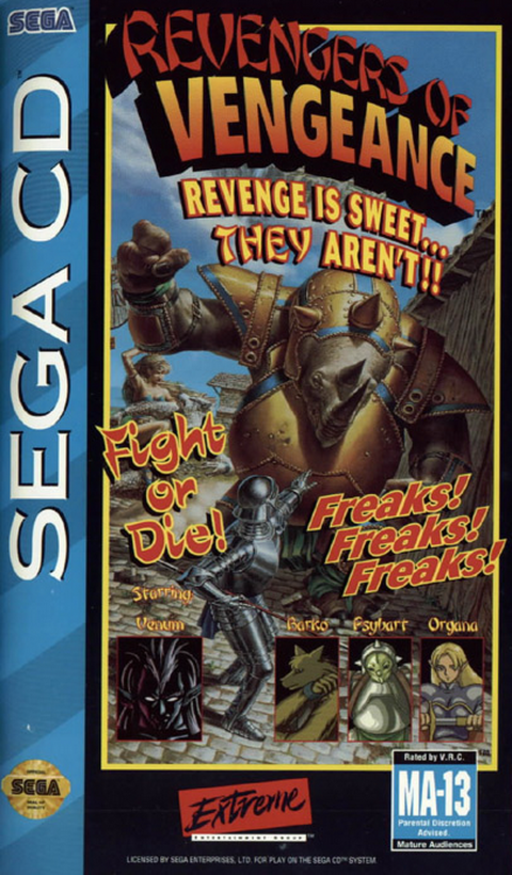 SEGA
SEGA CD
REVENGERS OF
VENGEANCE
REVENGE IS SWEET...
THEY AREN'T!!
Fight
or
Die!
Freaks!
Freaks!
Freaks!
Starring
Venum
Barko
Psybart
Organa
SEGA
Extreme
Entertainment Group
Rated by V.R.C.
MA-13
Parental Discretion
Advised
Mature Audiences
LICENSED BY SEGA ENTERPRISES, LTD. FOR PLAY ON THE SEGA CD™ SYSTEM.